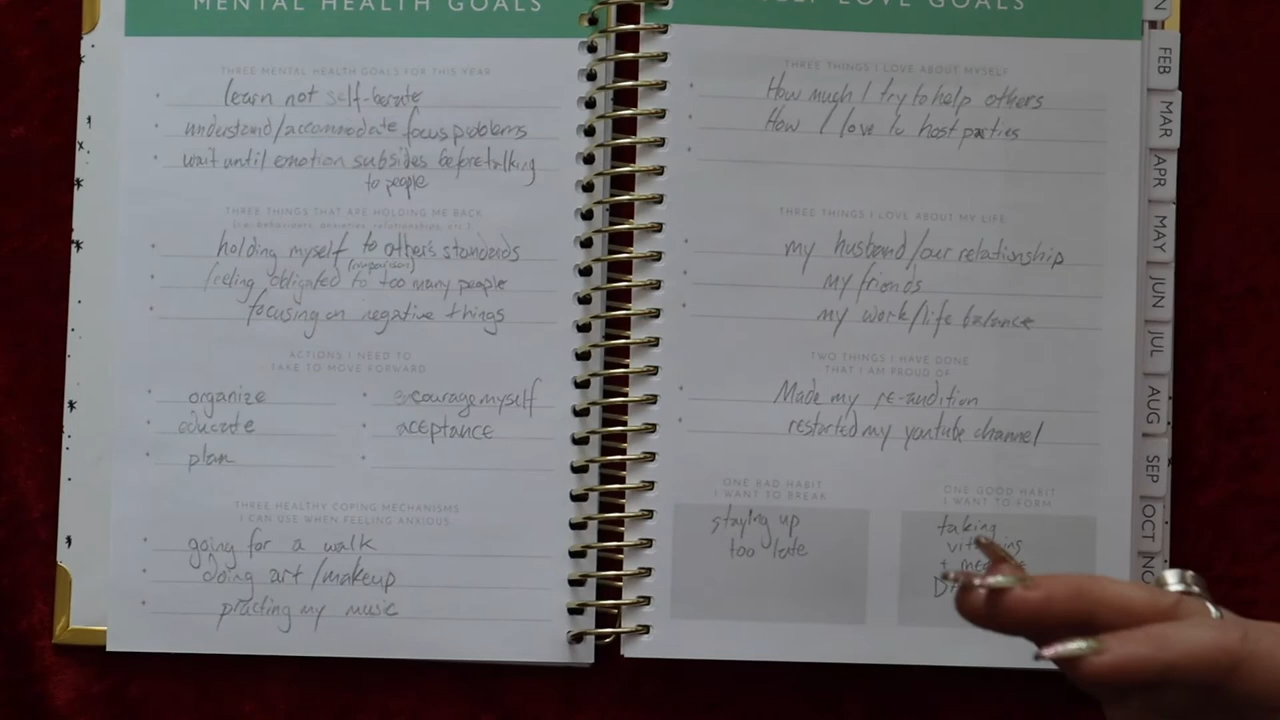 MENTAL HEALTH GOALS
THREE MENTAL HEALTH GOALS FOR THIS YEAR
learn not self-berate
understand/accommodate focus problems
wait until emotion subsides before talking
to people
THREE THINGS THAT ARE HOLDING ME BACK
(i.e. behaviours, anxieties, relationships, etc.)
holding myself to other's standards
(comparison)
feeling obligated to too many people
focusing on negative things
ACTIONS I NEED TO
TAKE TO MOVE FORWARD
organize
educate
plan
encourage myself
aceptance
THREE HEALTHY COPING MECHANISMS
I CAN USE WHEN FEELING ANXIOUS
going for a walk
doing art/makeup
practing my music
LOVE GOALS
THREE THINGS I LOVE ABOUT MYSELF
How much I try to help others
How I love to host parties
THREE THINGS I LOVE ABOUT MY LIFE
my husband/our relationship
my friends
my work/life balance
TWO THINGS I HAVE DONE
THAT I AM PROUD OF
Made my re-audition
restarted my youtube channel
ONE BAD HABIT
I WANT TO BREAK
staying up
too late
ONE GOOD HABIT
I WANT TO FORM
taking
FEB
MAR
APR
MAY
JUN
JUL
AUG
SEP
OCT